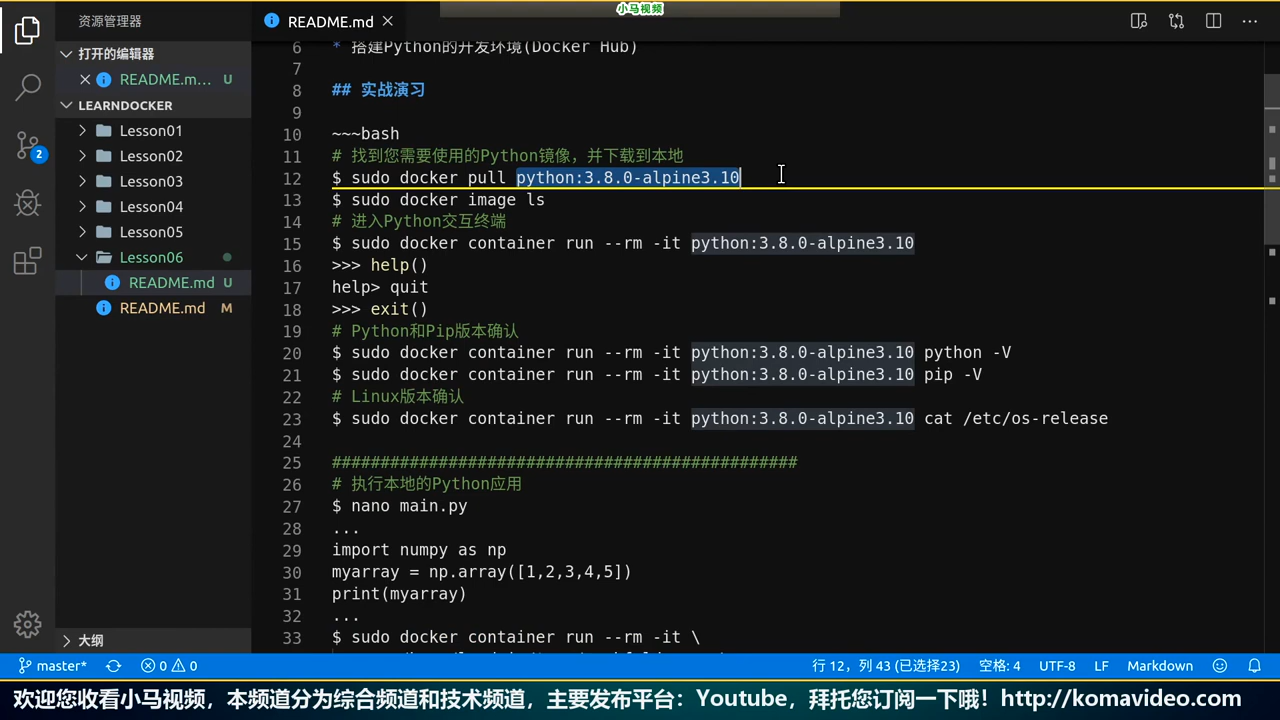 小马视频
资源管理器
README.md
打开的编辑器
README.m... U
LEARNDOCKER
Lesson01
Lesson02
Lesson03
Lesson04
Lesson05
Lesson06
README.md U
README.md M
大纲
2
6 * 搭建Python的开发环境(Docker Hub)
7
8 ## 实战演习
9
10 ~~~bash
11 # 找到您需要使用的Python镜像，并下载到本地
12 $ sudo docker pull python:3.8.0-alpine3.10
13 $ sudo docker image ls
14 # 进入Python交互终端
15 $ sudo docker container run --rm -it python:3.8.0-alpine3.10
16 >>> help()
17 help> quit
18 >>> exit()
19 # Python和Pip版本确认
20 $ sudo docker container run --rm -it python:3.8.0-alpine3.10 python -V
21 $ sudo docker container run --rm -it python:3.8.0-alpine3.10 pip -V
22 # Linux版本确认
23 $ sudo docker container run --rm -it python:3.8.0-alpine3.10 cat /etc/os-release
24
25 ################################################
26 # 执行本地的Python应用
27 $ nano main.py
28 ...
29 import numpy as np
30 myarray = np.array([1,2,3,4,5])
31 print(myarray)
32 ...
33 $ sudo docker container run --rm -it \
master* 0 0 行 12，列 43 (已选择23) 空格: 4 UTF-8 LF Markdown
欢迎您收看小马视频，本频道分为综合频道和技术频道，主要发布平台：Youtube，拜托您订阅一下哦！http://komavideo.com